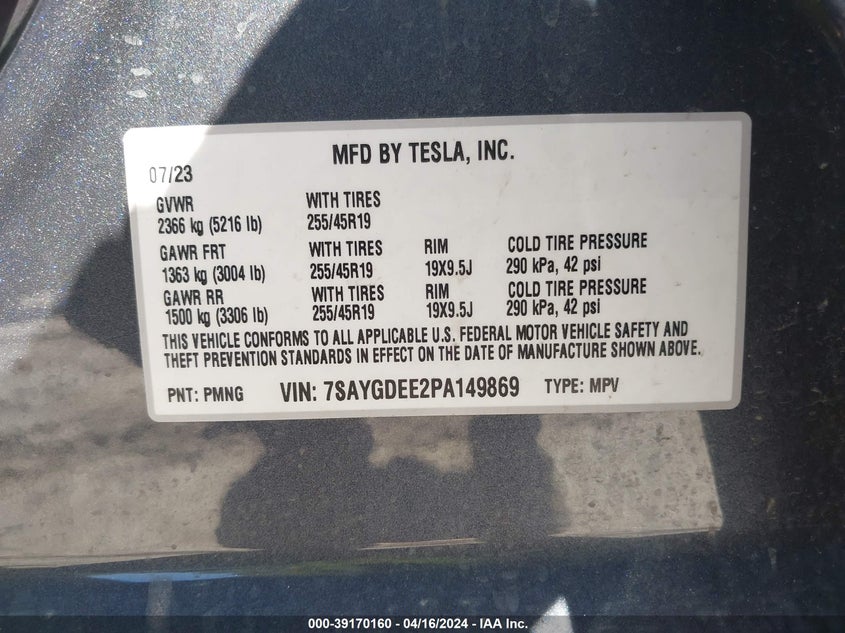 MFD BY TESLA, INC.
07/23
GVWR WITH TIRES
2366 kg (5216 lb) 255/45R19
GAWR FRT WITH TIRES RIM COLD TIRE PRESSURE
1363 kg (3004 lb) 255/45R19 19X9.5J 290 kPa, 42 psi
GAWR RR WITH TIRES RIM COLD TIRE PRESSURE
1500 kg (3306 lb) 255/45R19 19X9.5J 290 kPa, 42 psi
THIS VEHICLE CONFORMS TO ALL APPLICABLE U.S. FEDERAL MOTOR VEHICLE SAFETY AND
THEFT PREVENTION STANDARDS IN EFFECT ON THE DATE OF MANUFACTURE SHOWN ABOVE.
PNT: PMNG VIN: 7SAYGDEE2PA149869 TYPE: MPV
000-39170160 - 04/16/2024 - IAA Inc.